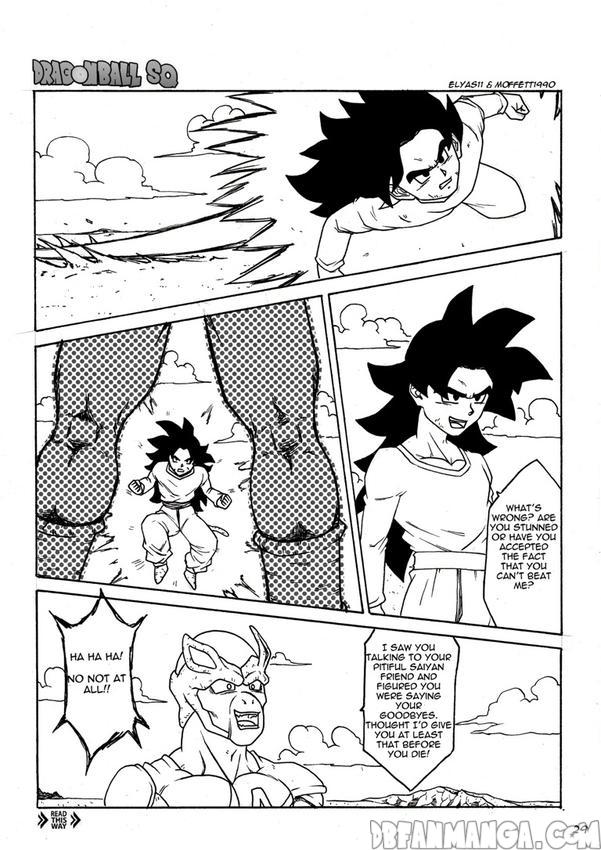 DRAGONBALL SQ
ELYAS11 & MOFFETT1990
WHAT'S
WRONG? ARE
YOU STUNNED
OR HAVE YOU
ACCEPTED
THE FACT
THAT YOU
CAN'T BEAT
ME?
HA HA HA!
NO NOT AT
ALL!!
I SAW YOU
TALKING TO YOUR
PITIFUL SAIYAN
FRIEND AND
FIGURED YOU
WERE SAYING
YOUR
GOODBYES.
THOUGHT I'D GIVE
YOU AT LEAST
THAT BEFORE
YOU DIE!
READ
THIS
WAY
29
DBFANMANGA.COM